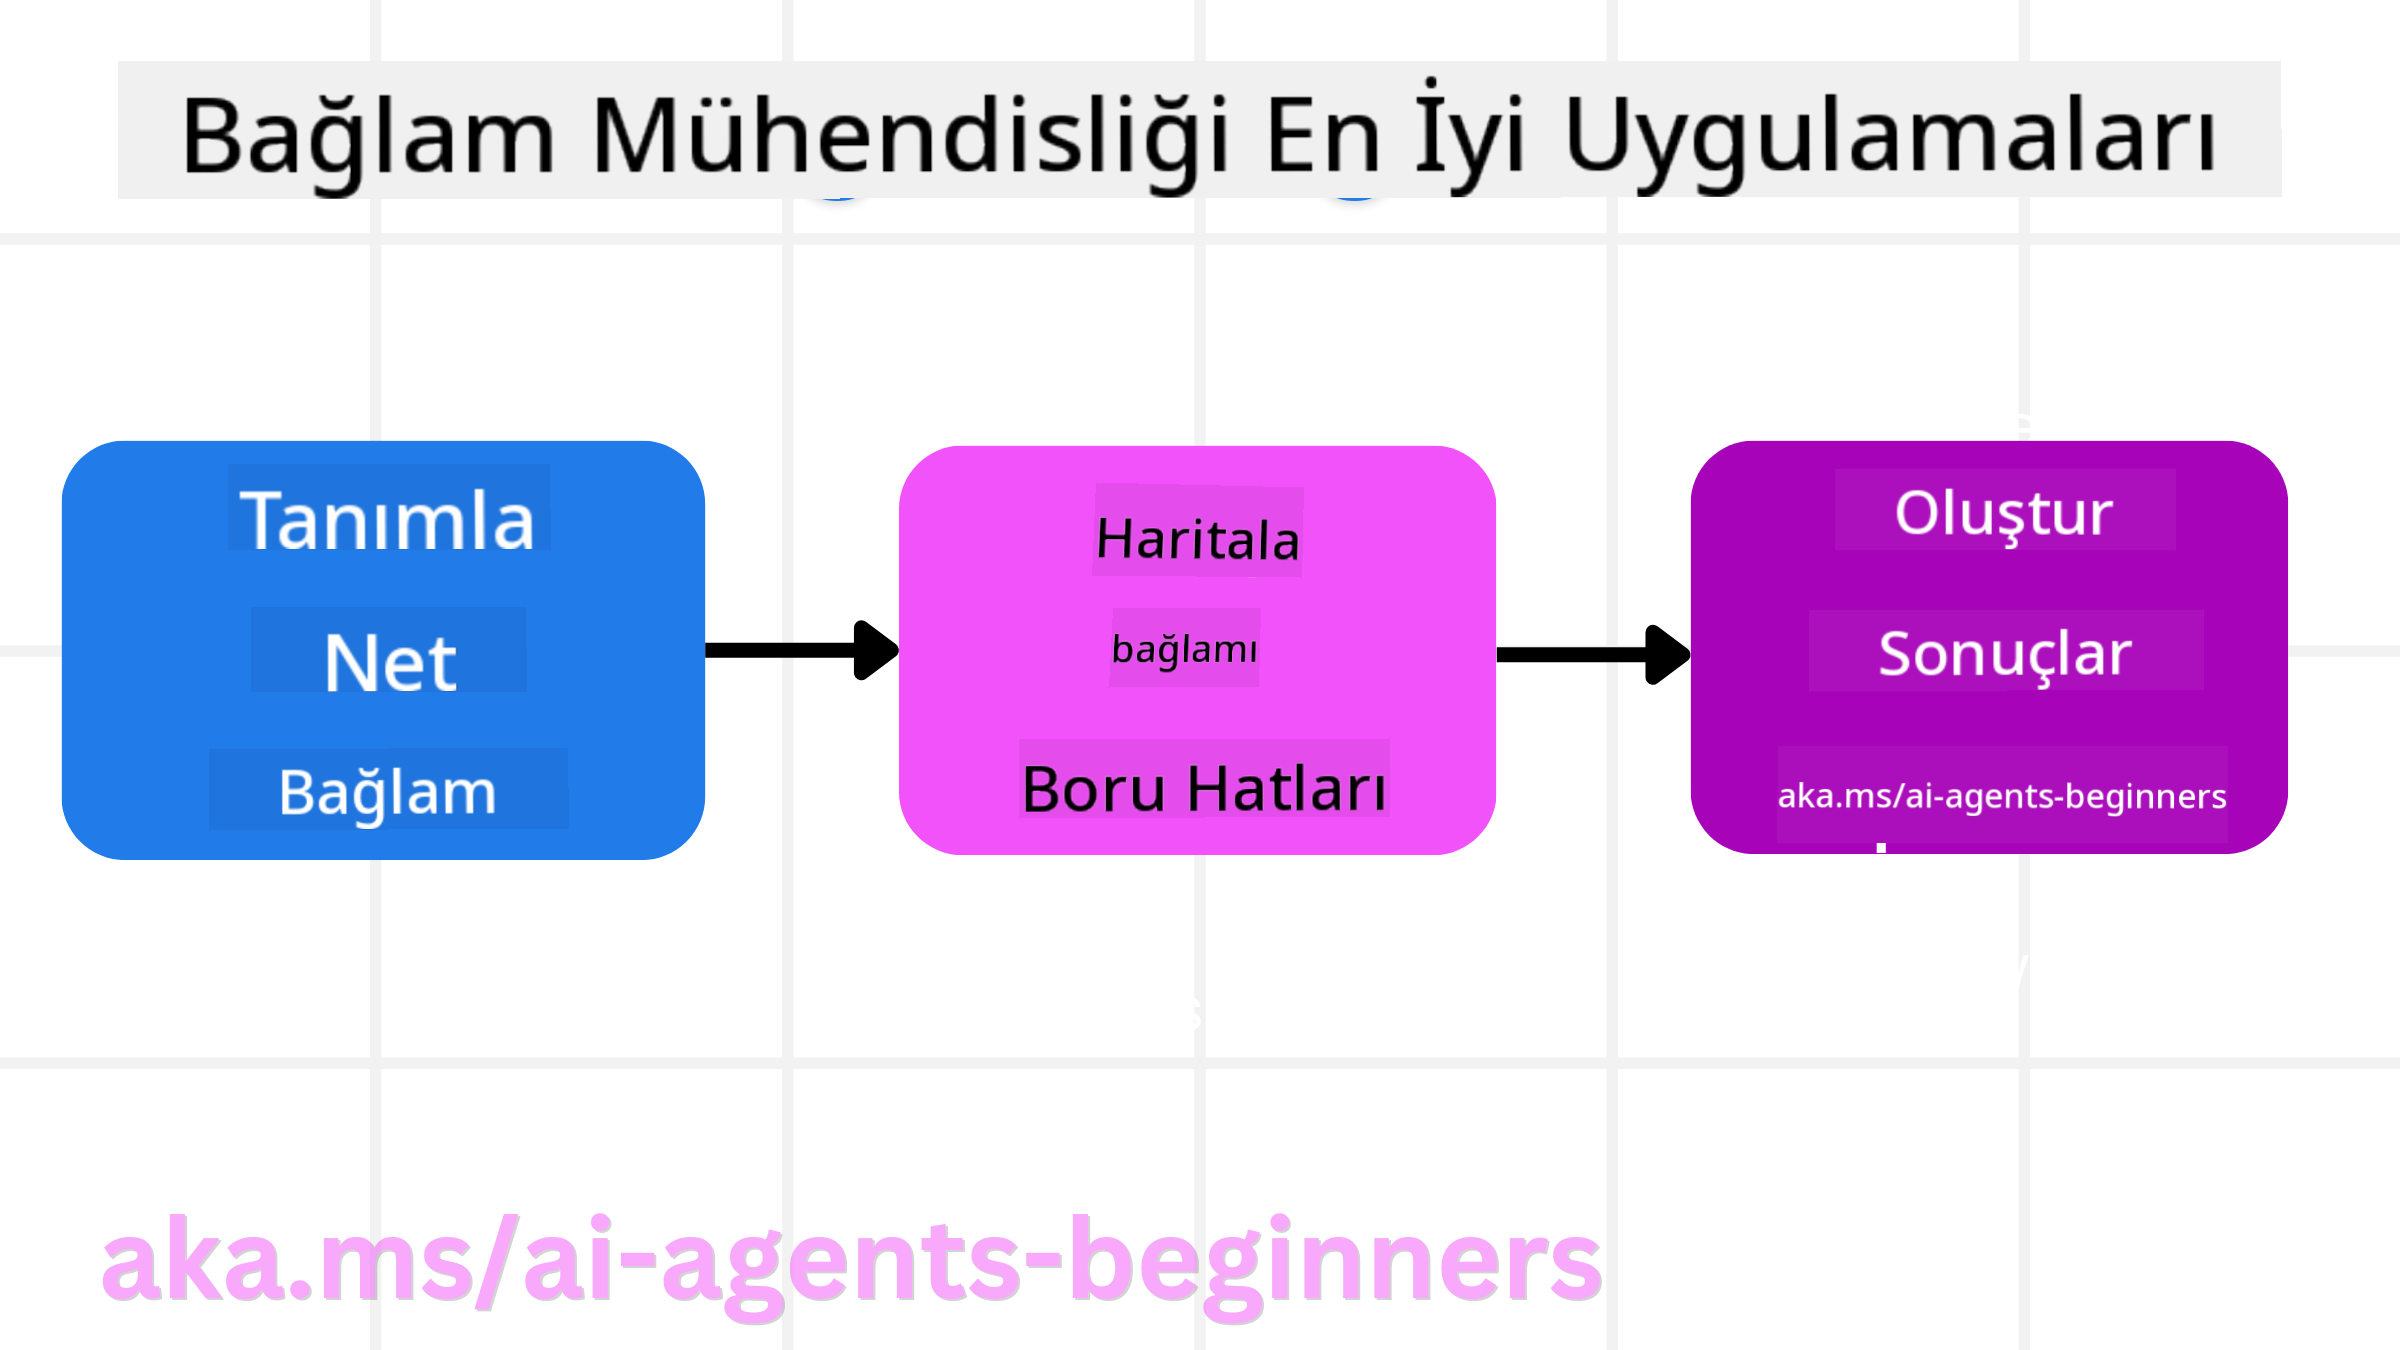 Bağlam Mühendisliği En İyi Uygulamaları
Tanımla
Net
Bağlam
Haritala
bağlamı
Boru Hatları
Oluştur
Sonuçlar
aka.ms/ai-agents-beginners
aka.ms/ai-agents-beginners